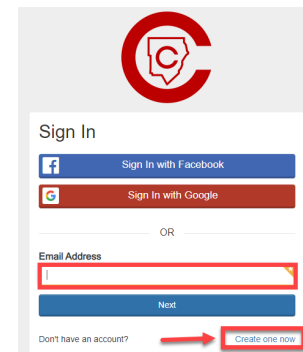 C
Sign In
Sign In with Facebook
G Sign In with Google
OR
Email Address
Next
Don't have an account? Create one now